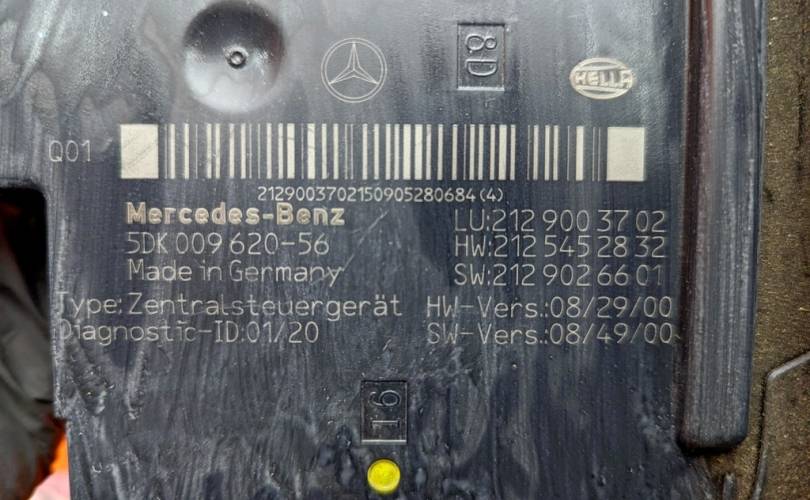 8D
HELLA
Q01
2129003702150905280684(4)
Mercedes-Benz
LU:212 900 37 02
5DK 009 620-56
HW:212 545 28 32
Made in Germany
SW:212 902 66 01
Type: Zentralsteuergerät
HW-Vers.:08/29/00
Diagnostic-ID:01/20
SW-Vers.:08/49/00
16